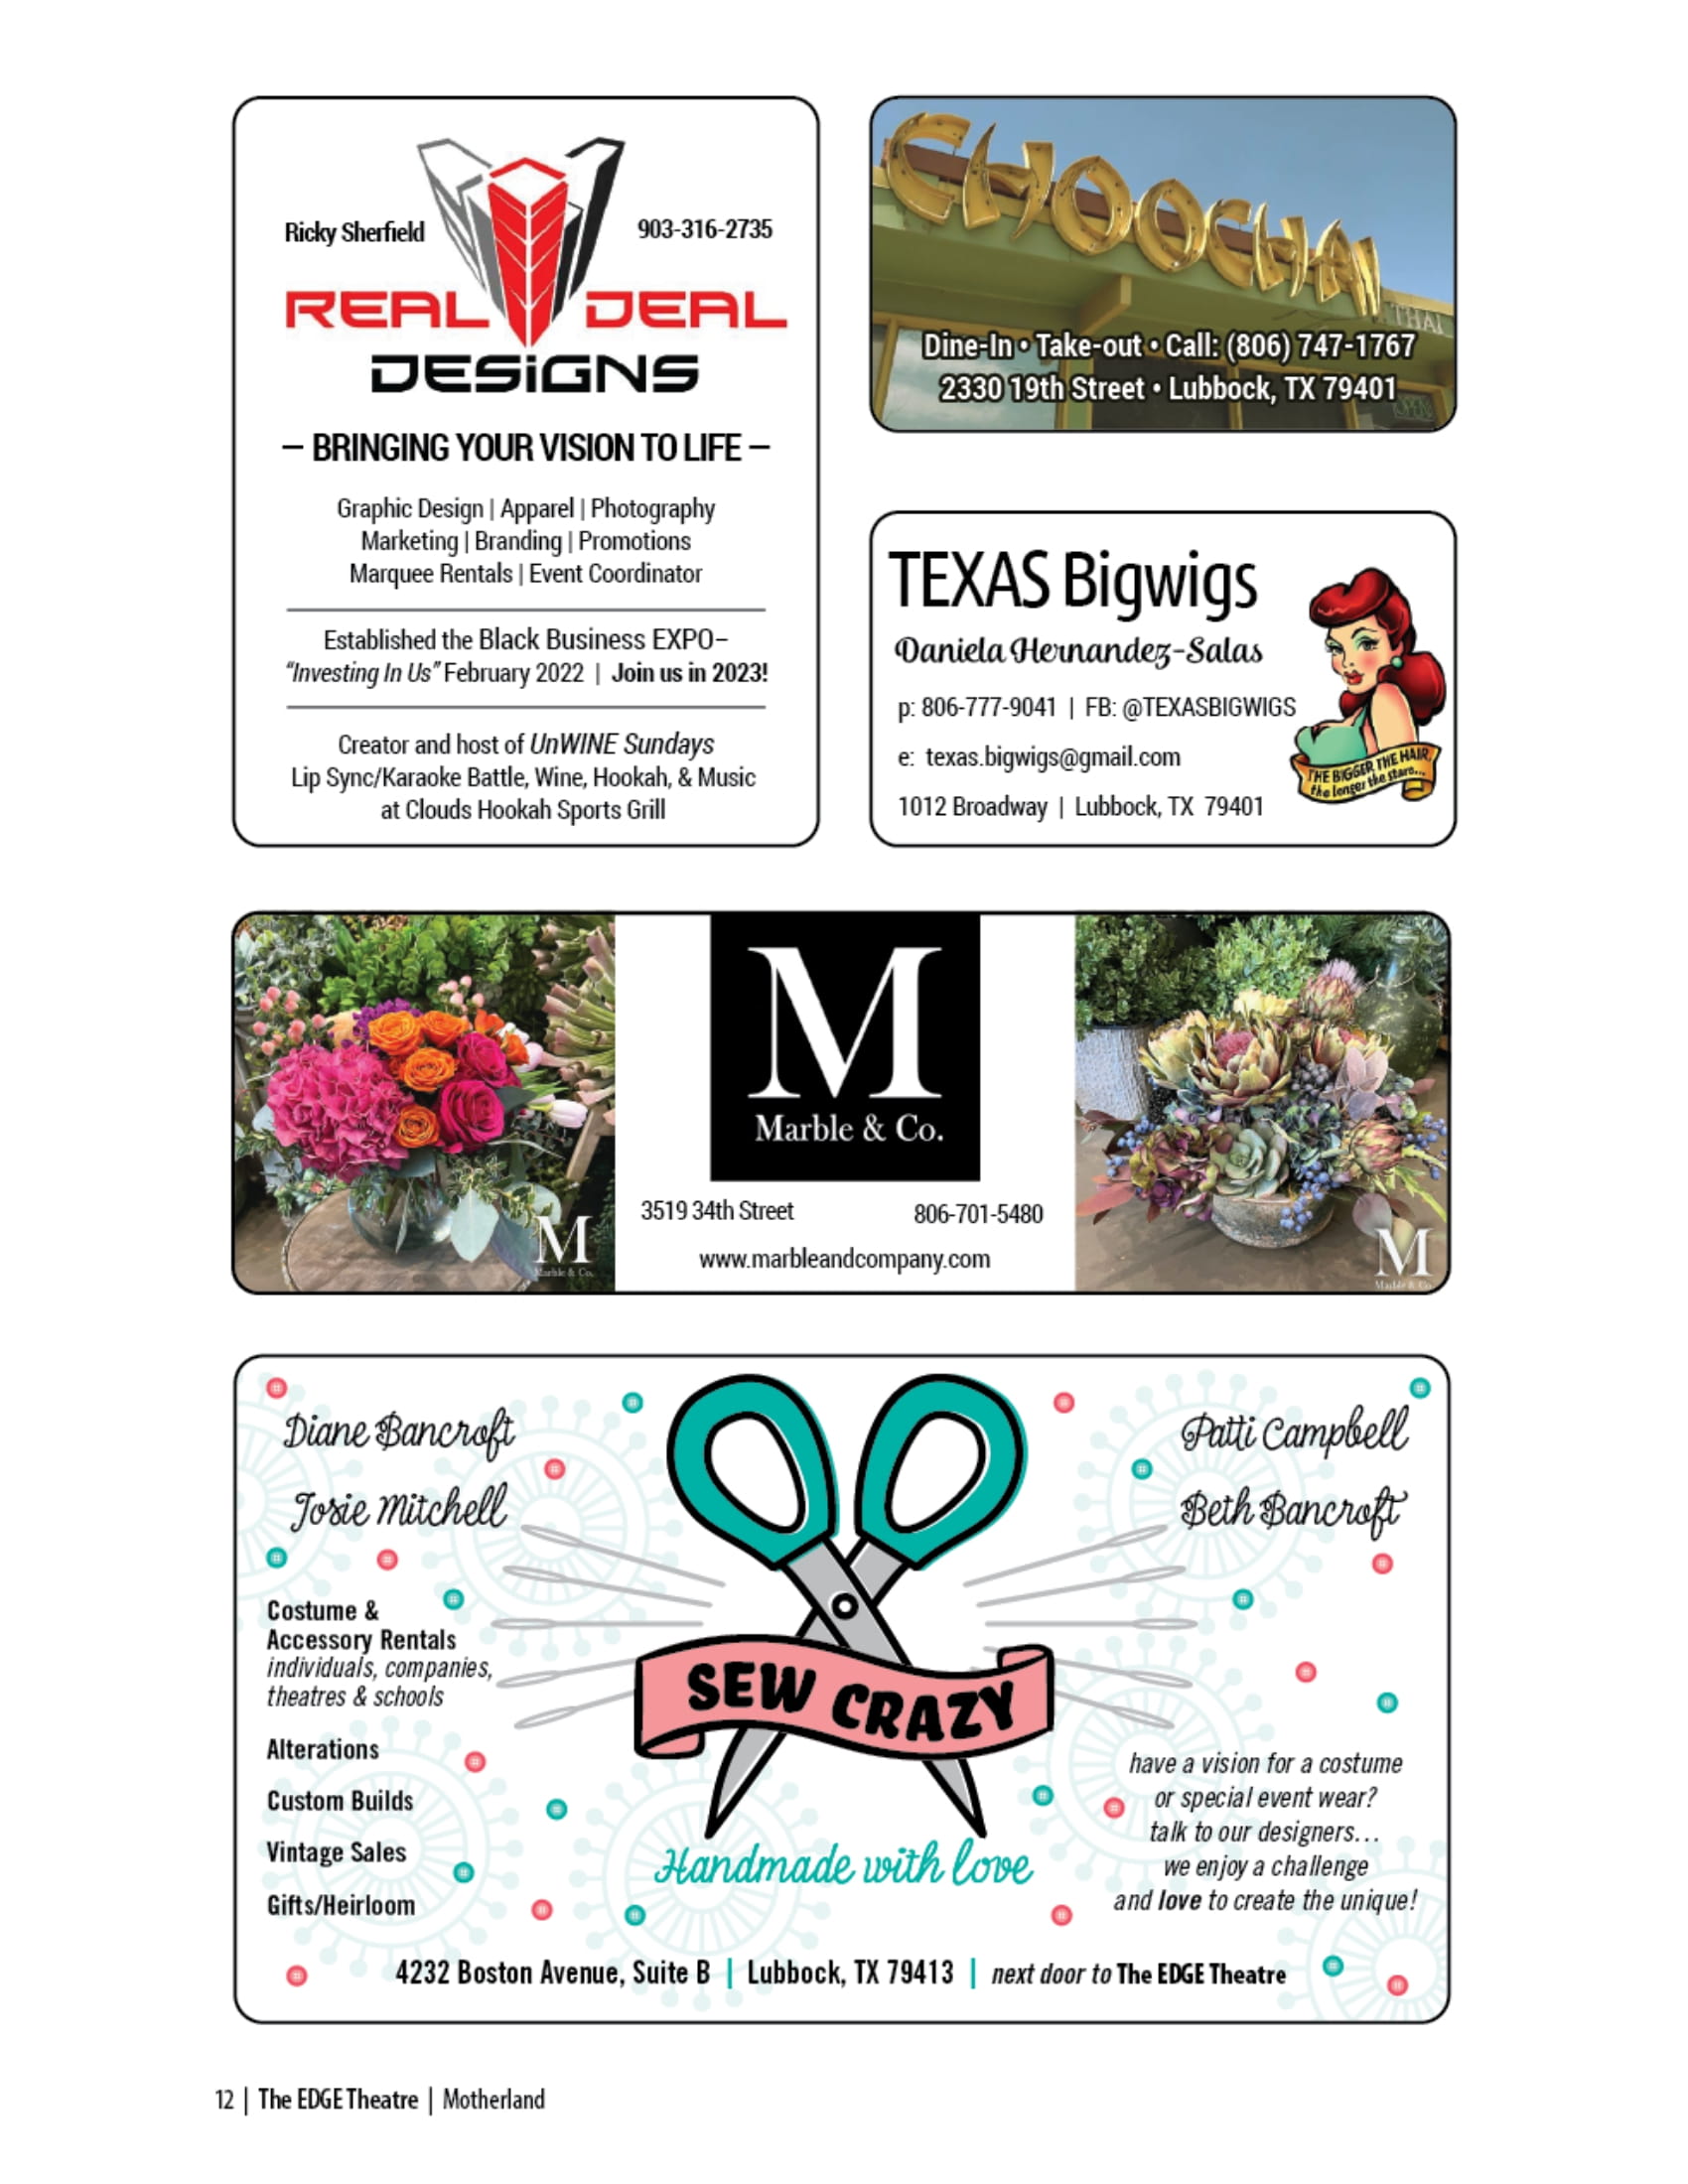 Ricky Sherfield
903-316-2735
REAL DEAL
DESiGNS
– BRINGING YOUR VISION TO LIFE –
Graphic Design | Apparel | Photography
Marketing | Branding | Promotions
Marquee Rentals | Event Coordinator
Established the Black Business EXPO–
“Investing In Us” February 2022 | Join us in 2023!
Creator and host of UnWINE Sundays
Lip Sync/Karaoke Battle, Wine, Hookah, & Music
at Clouds Hookah Sports Grill
CHOOCHAI
THAI
Dine-In • Take-out • Call: (806) 747-1767
2330 19th Street • Lubbock, TX 79401
OPEN
TEXAS Bigwigs
Daniela Hernandez-Salas
p: 806-777-9041 | FB: @TEXASBIGWIGS
e: texas.bigwigs@gmail.com
1012 Broadway | Lubbock, TX 79401
THE BIGGER THE HAIR,
the longer the stare...
M
Marble & Co.
3519 34th Street
806-701-5480
www.marbleandcompany.com
M
Marble & Co.
M
Marble & Co.
Diane Bancroft
Josie Mitchell
Patti Campbell
Beth Bancroft
Costume &
Accessory Rentals
individuals, companies,
theatres & schools
Alterations
Custom Builds
Vintage Sales
Gifts/Heirloom
SEW CRAZY
Handmade with love
have a vision for a costume
or special event wear?
talk to our designers…
we enjoy a challenge
and love to create the unique!
4232 Boston Avenue, Suite B | Lubbock, TX 79413 | next door to The EDGE Theatre
12 | The EDGE Theatre | Motherland